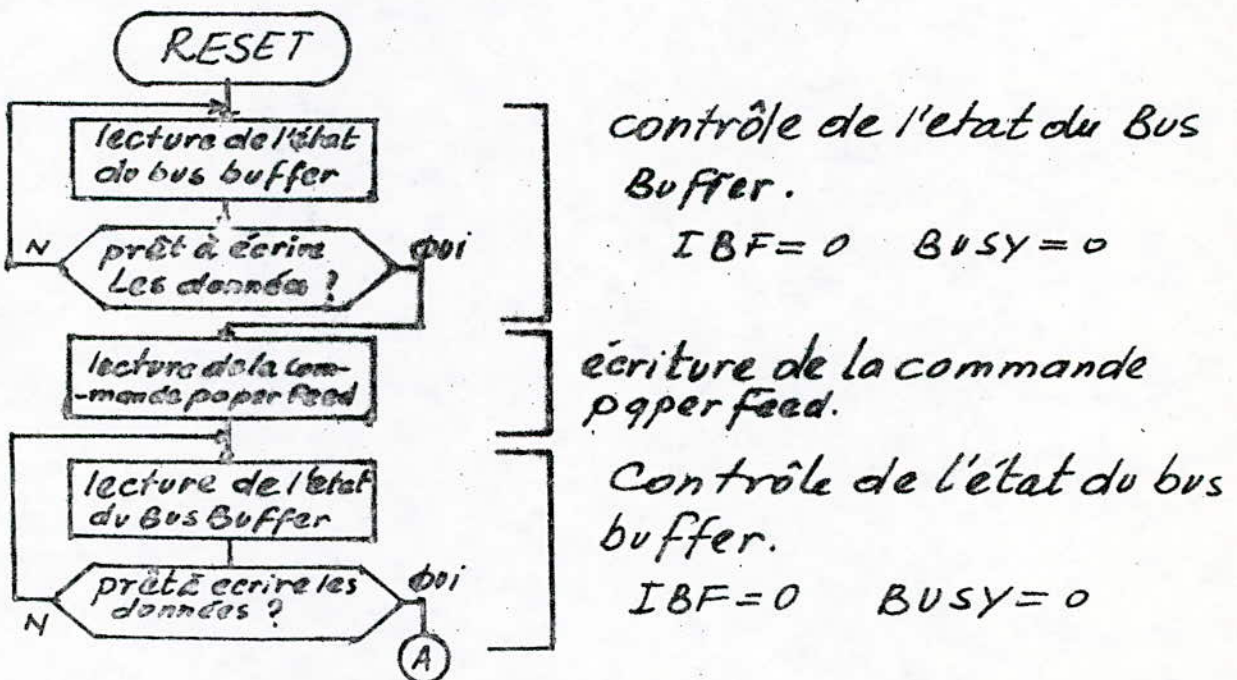 RESET
lecture de l'état
du bus buffer
contrôle de l'etat du Bus
Buffer.
IBF = 0 BUSY = 0
N
prêt à écrire
Les données ?
oui
lecture de la com-
-mande paper feed
écriture de la commande
paper feed.
lecture de l'état
du Bus Buffer
Contrôle de l'état du bus
buffer.
IBF = 0 BUSY = 0
N
prêt à ecrire les
données ?
oui
A